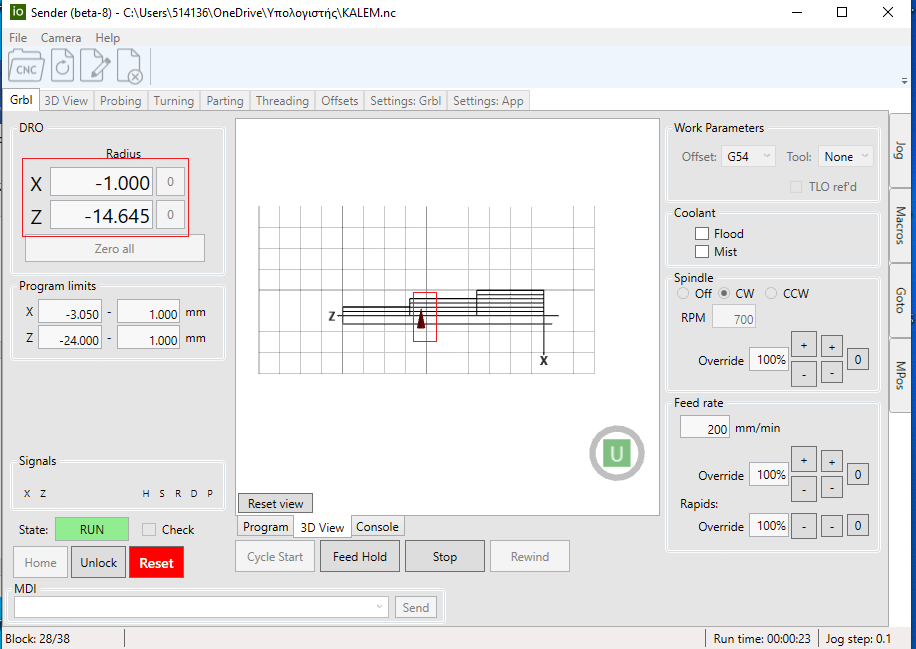 io Sender (beta-8) - C:\Users\514136\OneDrive\Υπολογιστής\KALEM.nc
File Camera Help
CNC
Grbl 3D View Probing Turning Parting Threading Offsets Settings: Grbl Settings: App
DRO
Radius
X -1.000 0
Z -14.645 0
Zero all
Program limits
X -3.050 - 1.000 mm
Z -24.000 - 1.000 mm
Signals
X Z H S R D P
State: RUN Check
Home Unlock Reset
MDI
Send
Z
X
U
Reset view
Program 3D View Console
Cycle Start Feed Hold Stop Rewind
Work Parameters
Offset: G54 Tool: None
TLO ref'd
Coolant
Flood
Mist
Spindle
Off CW CCW
RPM 700
Override 100% + - + - 0
Feed rate
200 mm/min
Override 100% + - + - 0
Rapids:
Override 100% - - 0
Jog
Macros
Goto
MPos
Block: 28/38
Run time: 00:00:23 Jog step: 0.1